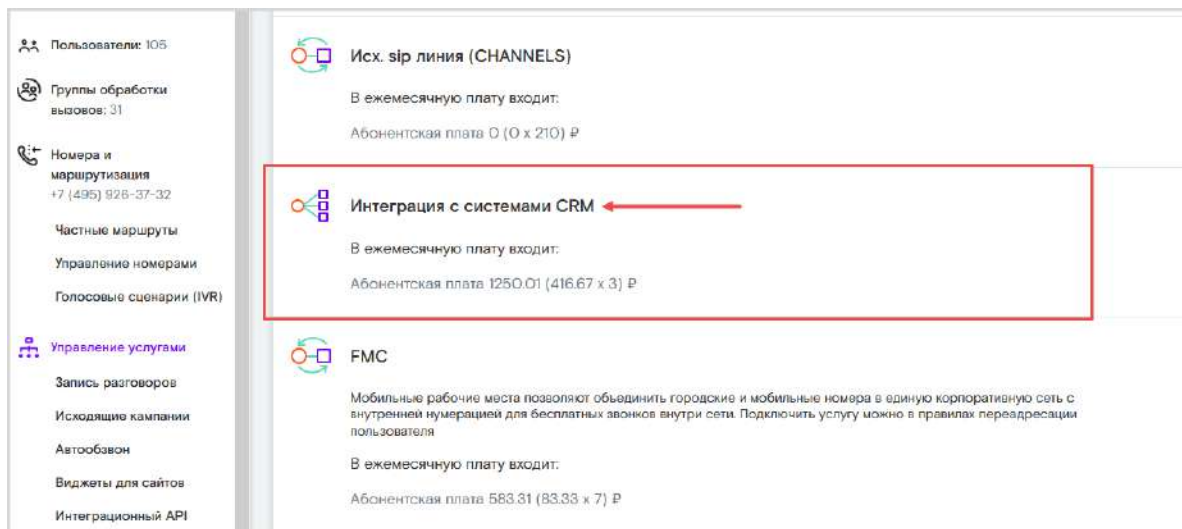 Пользователи: 105
Группы обработки
вызовов: 31
Номера и
маршрутизация
+7 (495) 926-37-32
Частные маршруты
Управление номерами
Голосовые сценарии (IVR)
Управление услугами
Запись разговоров
Исходящие кампании
Автообзвон
Виджеты для сайтов
Интеграционный API
Исх. sip линия (CHANNELS)
В ежемесячную плату входит:
Абонентская плата 0 (0 x 210) ₽
Интеграция с системами CRM
В ежемесячную плату входит:
Абонентская плата 1250.01 (416.67 x 3) ₽
FMC
Мобильные рабочие места позволяют объединить городские и мобильные номера в единую корпоративную сеть с
внутренней нумерацией для бесплатных звонков внутри сети. Подключить услугу можно в правилах переадресации
пользователя
В ежемесячную плату входит:
Абонентская плата 583.31 (83.33 x 7) ₽